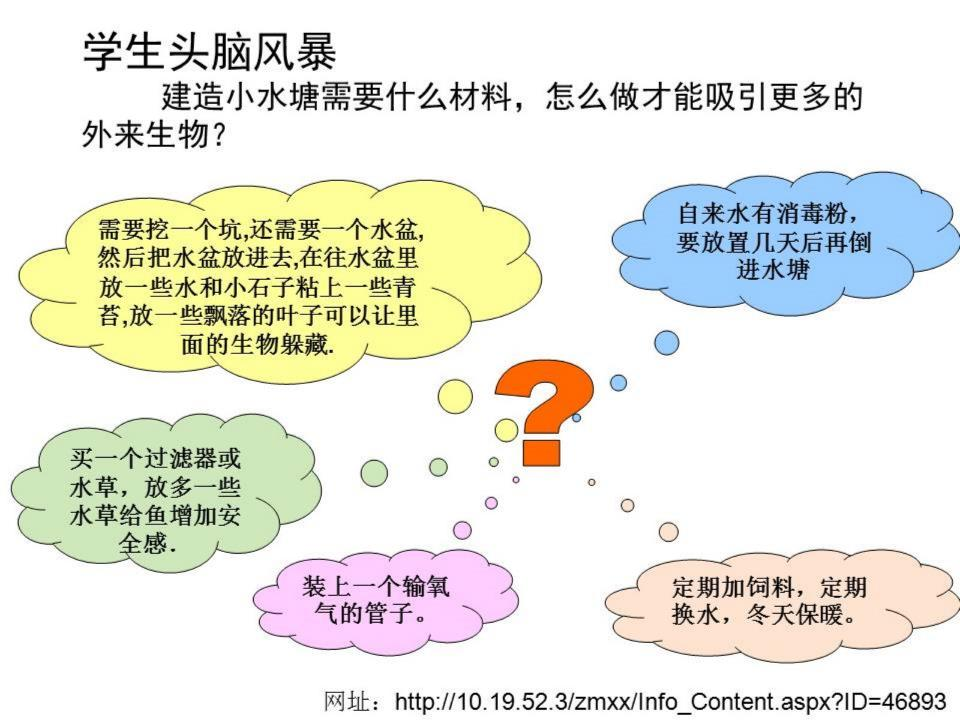 学生头脑风暴
建造小水塘需要什么材料，怎么做才能吸引更多的
外来生物？
需要挖一个坑,还需要一个水盆,
然后把水盆放进去,在往水盆里
放一些水和小石子粘上一些青
苔,放一些飘落的叶子可以让里
面的生物躲藏.
自来水有消毒粉，
要放置几天后再倒
进水塘
?
买一个过滤器或
水草，放多一些
水草给鱼增加安
全感.
装上一个输氧
气的管子。
定期加饲料，定期
换水，冬天保暖。
网址：http://10.19.52.3/zmxx/Info_Content.aspx?ID=46893